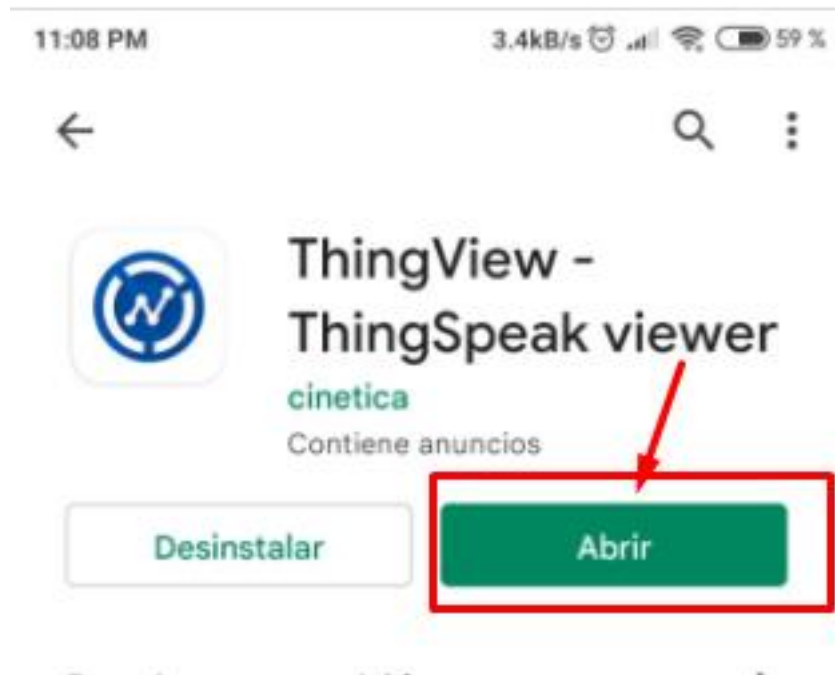 11:08 PM 3.4kB/s 59 %
ThingView -
ThingSpeak viewer
cinetica
Contiene anuncios
Desinstalar Abrir